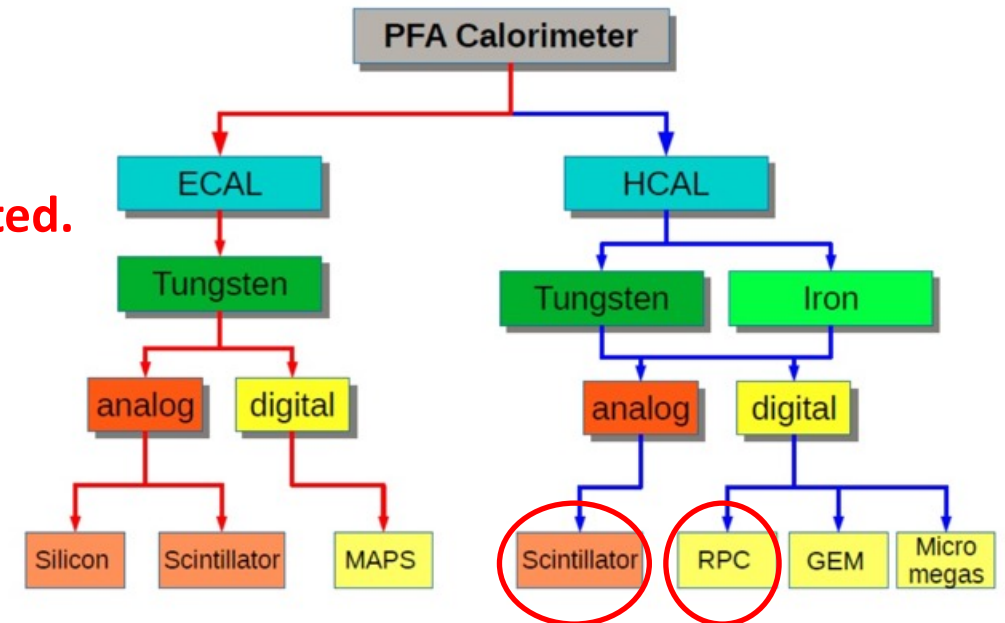 PFA Calorimeter
ECAL
HCAL
ted.
Tungsten
Tungsten
Iron
analog
digital
analog
digital
Silicon
Scintillator
MAPS
Scintillator
RPC
GEM
Micro
megas